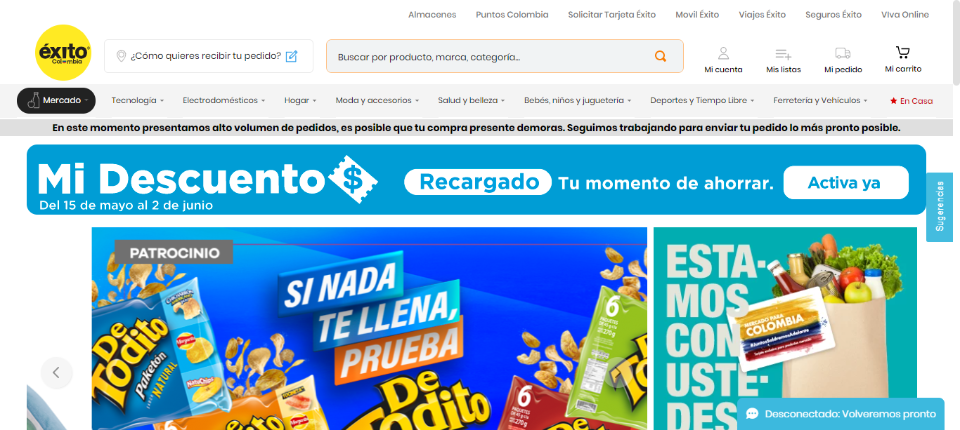 Almacenes Puntos Colombia Solicitar Tarjeta Éxito Movil Éxito Viajes Éxito Seguros Éxito Viva Online
éxito
Colombia
¿Cómo quieres recibir tu pedido?
Buscar por producto, marca, categoría...
Mi cuenta Mis listas Mi pedido Mi carrito
Mercado Tecnología Electrodomésticos Hogar Moda y accesorios Salud y belleza Bebés, niños y juguetería Deportes y Tiempo Libre Ferretería y Vehículos En Casa
En este momento presentamos alto volumen de pedidos, es posible que tu compra presente demoras. Seguimos trabajando para enviar tu pedido lo más pronto posible.
Mi Descuento $ Recargado Tu momento de ahorrar. Activa ya
Del 15 de mayo al 2 de junio
Sugerencias
PATROCINIO
SI NADA
TE LLENA,
PRUEBA
De Todito
Paketón
NATURAL
De Todito
6
6
ESTA-
MOS
CON
USTE-
DES
MERCADO PARA
COLOMBIA
Desconectado: Volveremos pronto